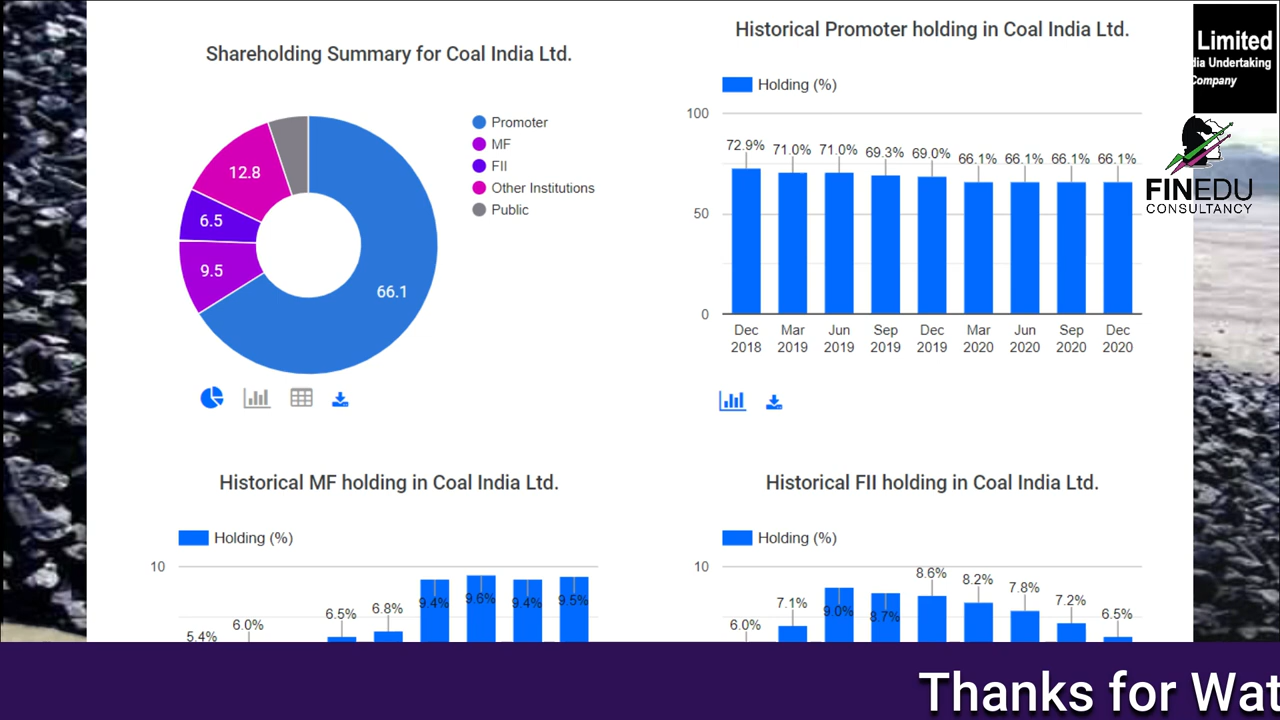 Shareholding Summary for Coal India Ltd.
Promoter
MF
FII
Other Institutions
Public
12.8
6.5
9.5
66.1
Historical Promoter holding in Coal India Ltd.
Holding (%)
100
50
0
72.9% 71.0% 71.0% 69.3% 69.0% 66.1% 66.1% 66.1% 66.1%
Dec Mar Jun Sep Dec Mar Jun Sep Dec
2018 2019 2019 2019 2019 2020 2020 2020 2020
Limited
dia Undertaking
Company
FINEDU
CONSULTANCY
Historical MF holding in Coal India Ltd.
Holding (%)
10
5.4% 6.0% 6.5% 6.8% 9.4% 9.6% 9.4% 9.5%
Historical FII holding in Coal India Ltd.
Holding (%)
10
6.0% 7.1% 9.0% 8.7% 8.6% 8.2% 7.8% 7.2% 6.5%
Thanks for Wat